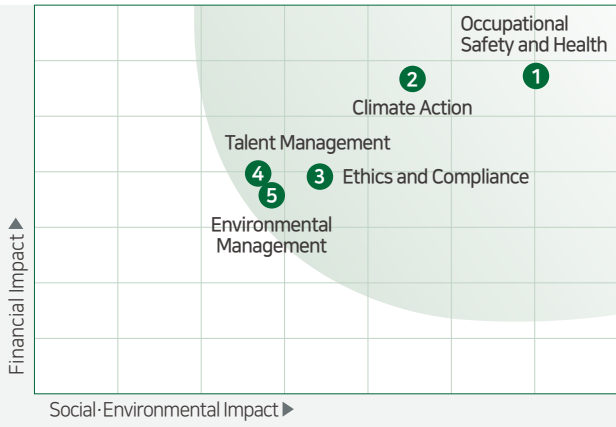 Occupational
Safety and Health
1
2
Climate Action
Talent Management
4
3
Ethics and Compliance
5
Environmental
Management
Financial Impact ▶
Social·Environmental Impact ▶